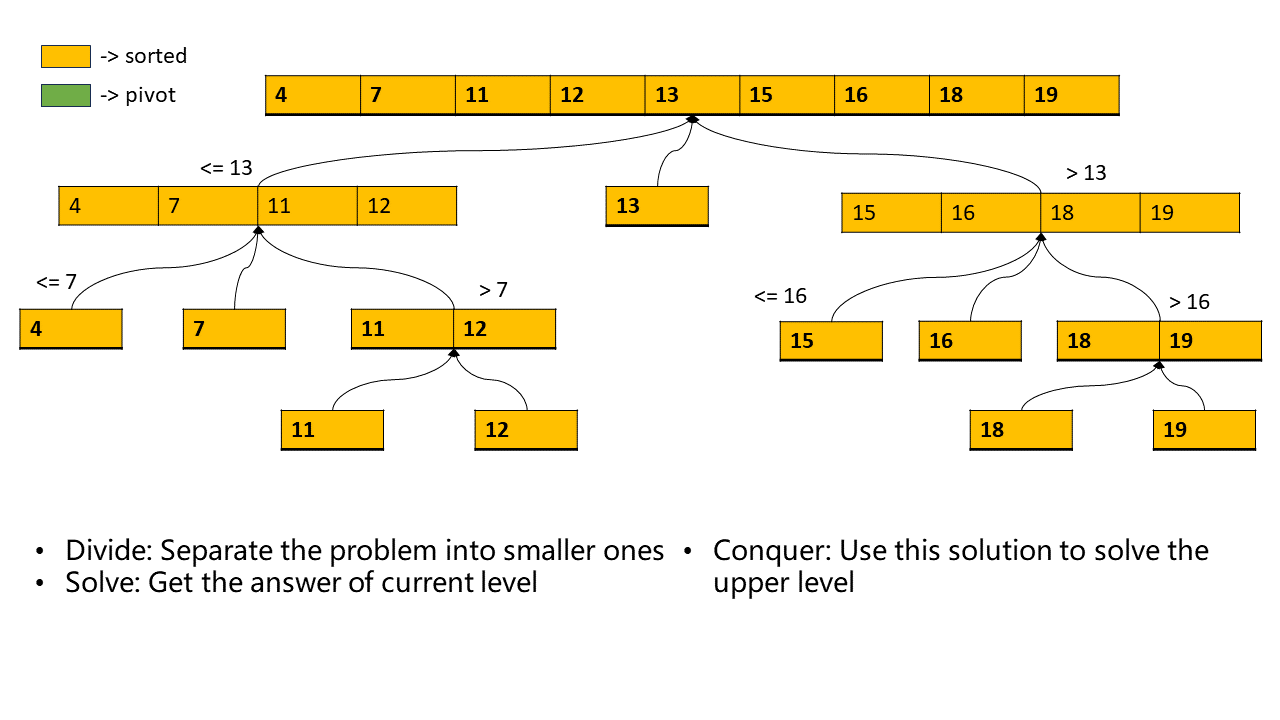 -> sorted
-> pivot
4 7 11 12 13 15 16 18 19
<= 13
> 13
4 7 11 12
13
15 16 18 19
<= 7
> 7
<= 16
> 16
4
7
11 12
15
16
18 19
11
12
18
19
• Divide: Separate the problem into smaller ones
• Solve: Get the answer of current level
• Conquer: Use this solution to solve the
upper level